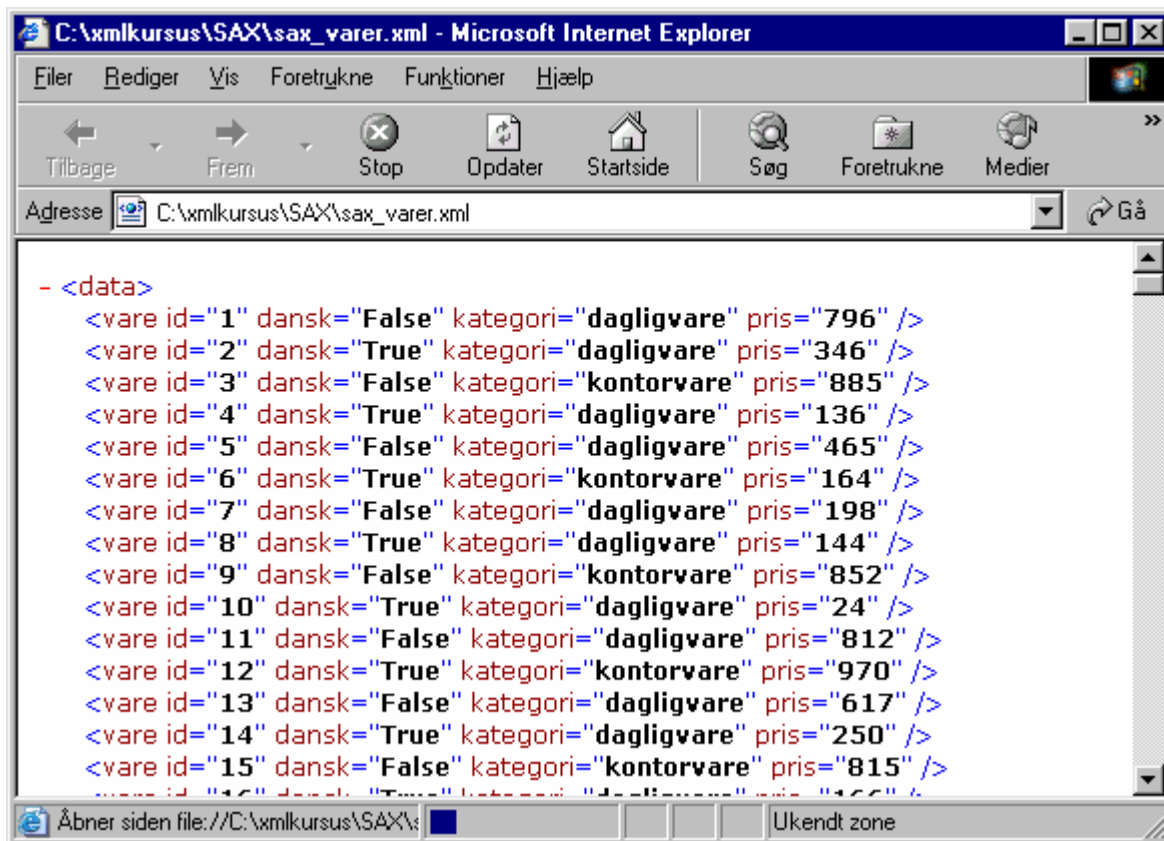 C:\xmlkursus\SAX\sax_varer.xml - Microsoft Internet Explorer
Filer Rediger Vis Foretrukne Funktioner Hjælp
Tilbage Frem Stop Opdater Startside Søg Foretrukne Medier »
Adresse C:\xmlkursus\SAX\sax_varer.xml Gå
- <data>
<vare id="1" dansk="False" kategori="dagligvare" pris="796" />
<vare id="2" dansk="True" kategori="dagligvare" pris="346" />
<vare id="3" dansk="False" kategori="kontorvare" pris="885" />
<vare id="4" dansk="True" kategori="dagligvare" pris="136" />
<vare id="5" dansk="False" kategori="dagligvare" pris="465" />
<vare id="6" dansk="True" kategori="kontorvare" pris="164" />
<vare id="7" dansk="False" kategori="dagligvare" pris="198" />
<vare id="8" dansk="True" kategori="dagligvare" pris="144" />
<vare id="9" dansk="False" kategori="kontorvare" pris="852" />
<vare id="10" dansk="True" kategori="dagligvare" pris="24" />
<vare id="11" dansk="False" kategori="dagligvare" pris="812" />
<vare id="12" dansk="True" kategori="kontorvare" pris="970" />
<vare id="13" dansk="False" kategori="dagligvare" pris="617" />
<vare id="14" dansk="True" kategori="dagligvare" pris="250" />
<vare id="15" dansk="False" kategori="kontorvare" pris="815" />
Åbner siden file://C:\xmlkursus\SAX\s Ukendt zone